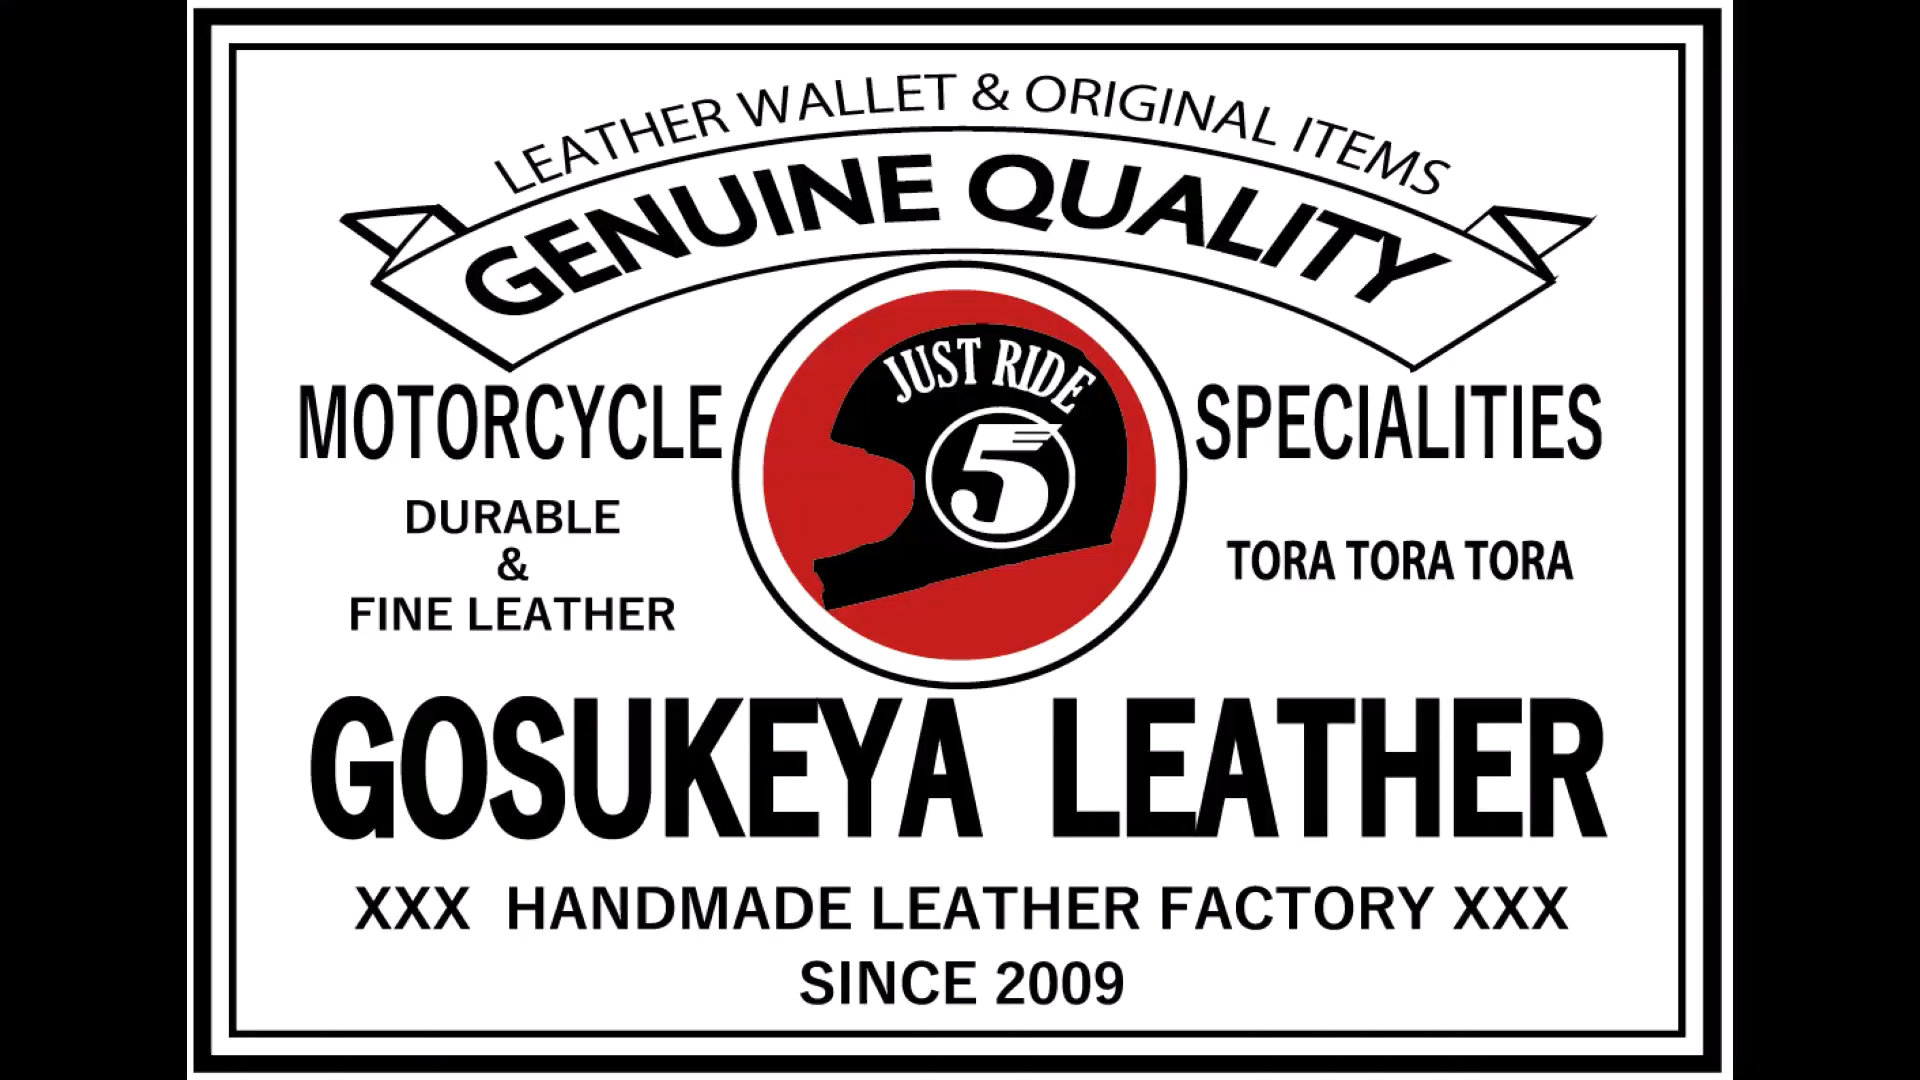 LEATHER WALLET & ORIGINAL ITEMS
GENUINE QUALITY
JUST RIDE
5
MOTORCYCLE
SPECIALITIES
DURABLE
&
FINE LEATHER
TORA TORA TORA
GOSUKEYA LEATHER
XXX HANDMADE LEATHER FACTORY XXX
SINCE 2009